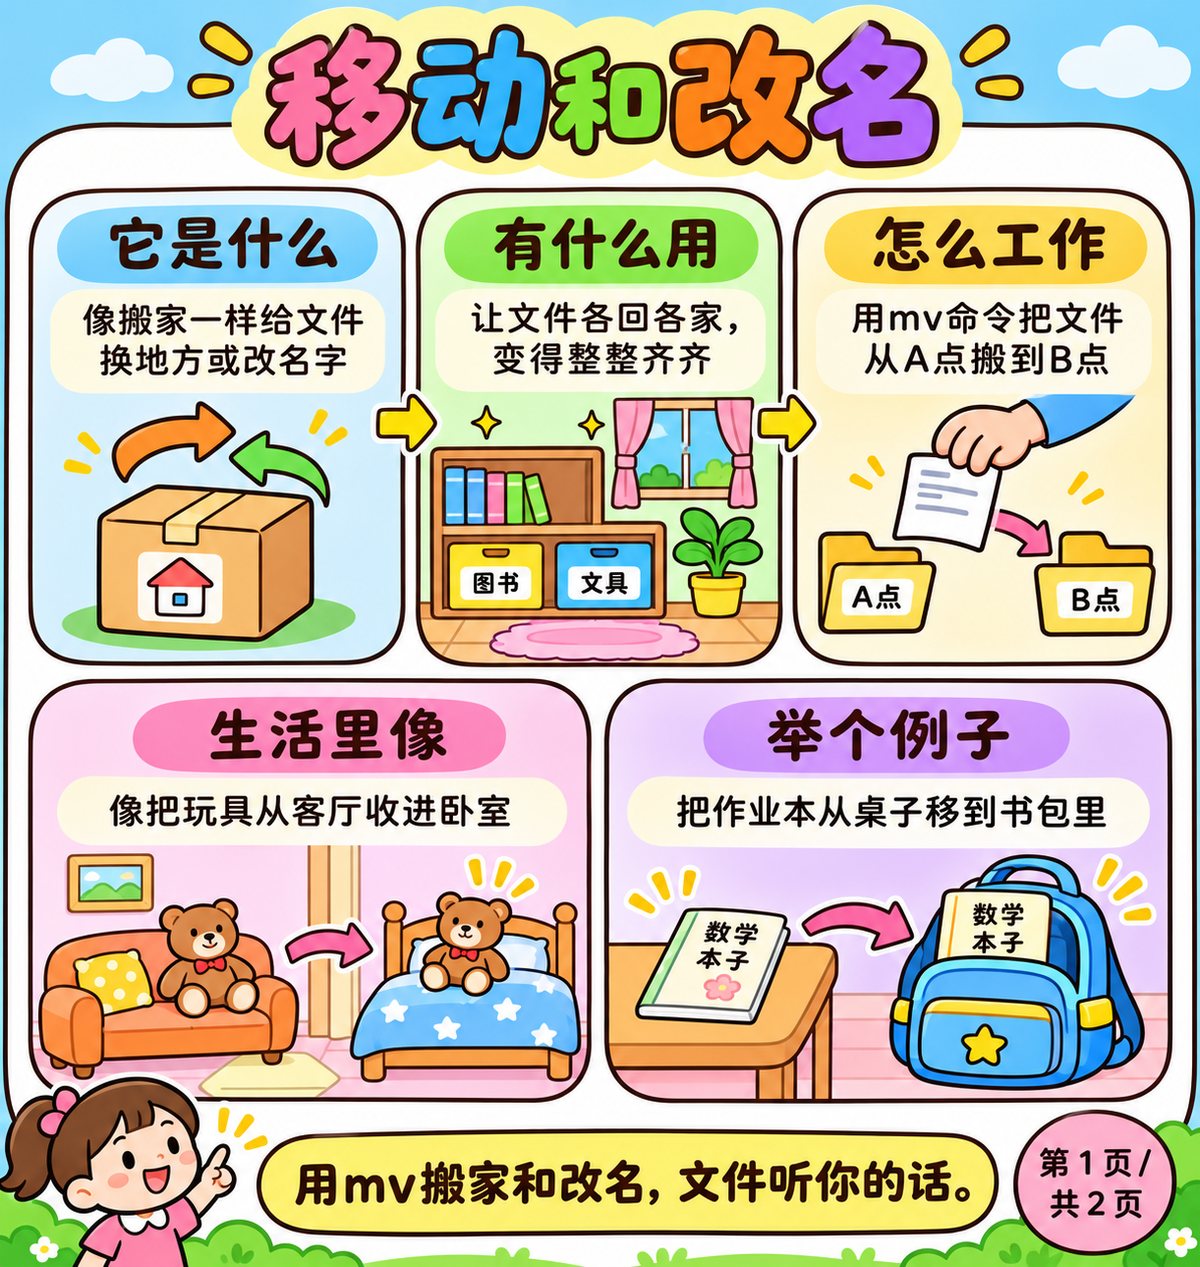 移动和改名
它是什么
像搬家一样给文件
换地方或改名字
有什么用
让文件各回各家，
变得整整齐齐
图书
文具
怎么工作
用mv命令把文件
从A点搬到B点
A点
B点
生活里像
像把玩具从客厅收进卧室
举个例子
把作业本从桌子移到书包里
数学
本子
数学
本子
用mv搬家和改名，文件听你的话。
第1页/
共2页